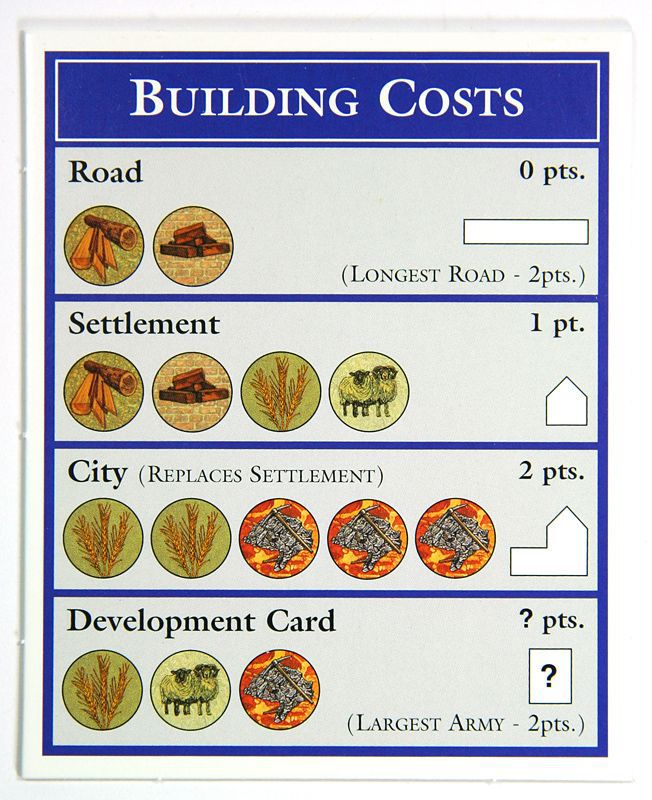 BUILDING COSTS
Road 0 pts.
(LONGEST ROAD - 2pts.)
Settlement 1 pt.
City (REPLACES SETTLEMENT) 2 pts.
Development Card ? pts.
?
(LARGEST ARMY - 2pts.)